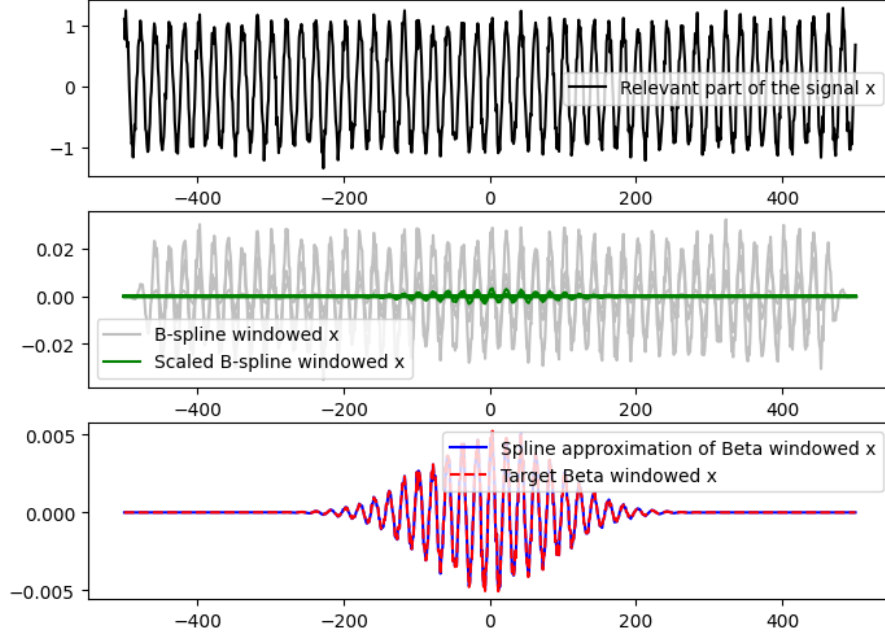 1
0
−1
Relevant part of the signal x
−400 −200 0 200 400
0.02
0.00
−0.02
B-spline windowed x
Scaled B-spline windowed x
−400 −200 0 200 400
0.005
0.000
−0.005
Spline approximation of Beta windowed x
Target Beta windowed x
−400 −200 0 200 400